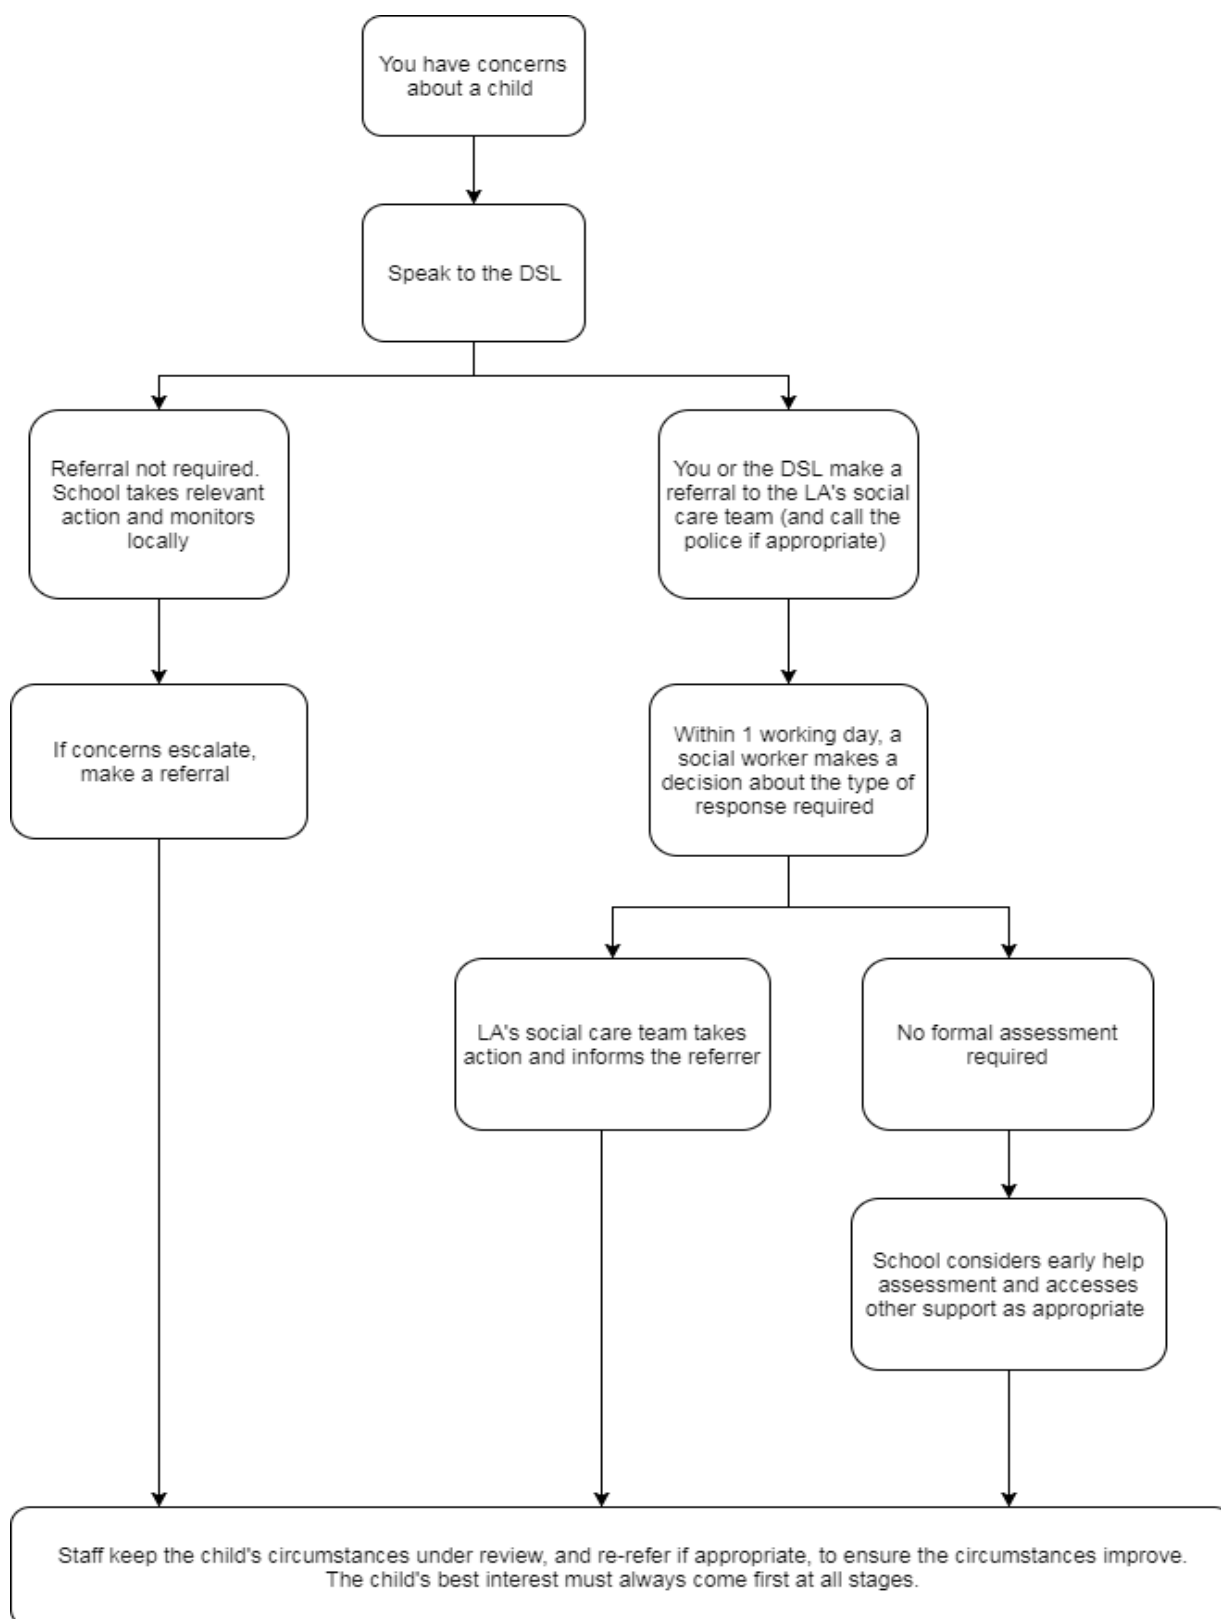 You have concerns
about a child
Speak to the DSL
Referral not required.
School takes relevant
action and monitors
locally
You or the DSL make a
referral to the LA's social
care team (and call the
police if appropriate)
If concerns escalate,
make a referral
Within 1 working day, a
social worker makes a
decision about the type of
response required
LA's social care team takes
action and informs the referrer
No formal assessment
required
School considers early help
assessment and accesses
other support as appropriate
Staff keep the child's circumstances under review, and re-refer if appropriate, to ensure the circumstances improve.
The child's best interest must always come first at all stages.